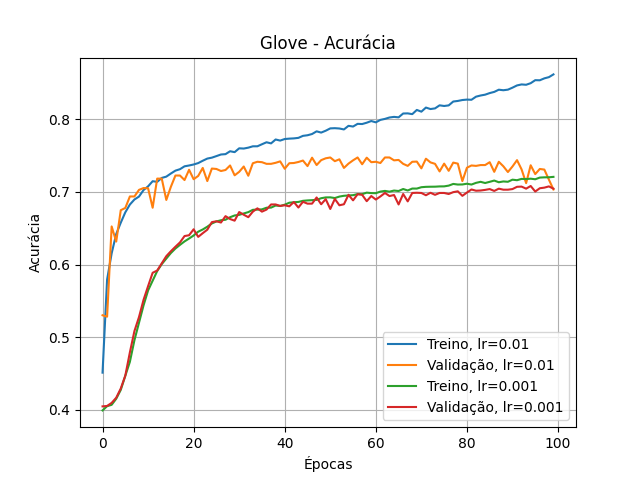 Glove - Acurácia
Acurácia
0.8
0.7
0.6
0.5
0.4
Treino, lr=0.01
Validação, lr=0.01
Treino, lr=0.001
Validação, lr=0.001
0 20 40 60 80 100
Épocas